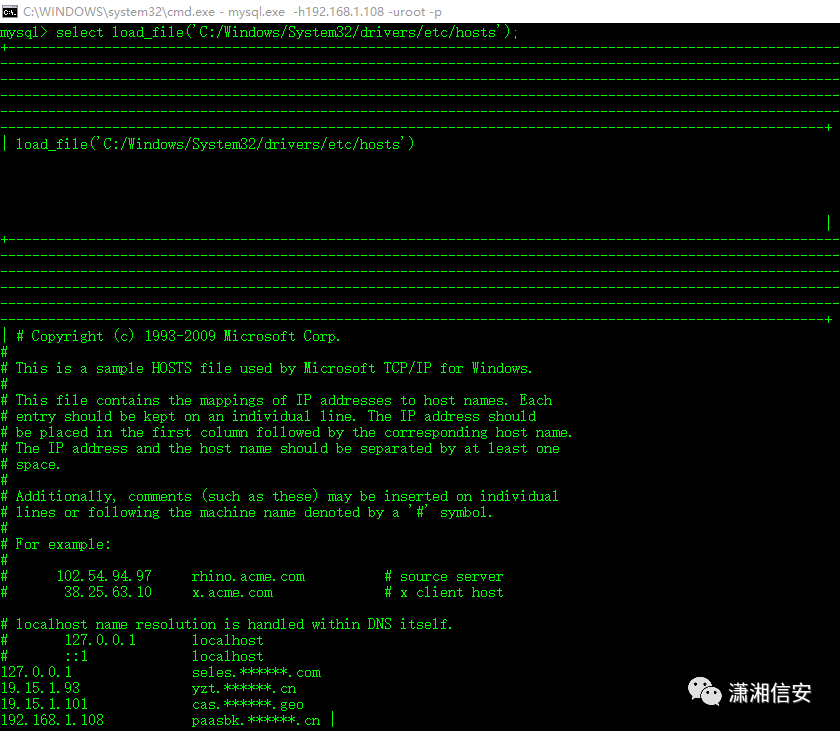 C:\WINDOWS\system32\cmd.exe - mysql.exe -h192.168.1.108 -uroot -p
mysql> select load_file('C:/Windows/System32/drivers/etc/hosts');
| load_file('C:/Windows/System32/drivers/etc/hosts')
|
| # Copyright (c) 1993-2009 Microsoft Corp.
#
# This is a sample HOSTS file used by Microsoft TCP/IP for Windows.
#
# This file contains the mappings of IP addresses to host names. Each
# entry should be kept on an individual line. The IP address should
# be placed in the first column followed by the corresponding host name.
# The IP address and the host name should be separated by at least one
# space.
#
# Additionally, comments (such as these) may be inserted on individual
# lines or following the machine name denoted by a '#' symbol.
#
# For example:
#
#      102.54.94.97     rhino.acme.com          # source server
#       38.25.63.10     x.acme.com              # x client host
# localhost name resolution is handled within DNS itself.
#       127.0.0.1       localhost
#       ::1             localhost
127.0.0.1               seles.******.com
19.15.1.93              yzt.******.cn
19.15.1.101             cas.******.geo
192.168.1.108           paasbk.******.cn |
潇湘信安